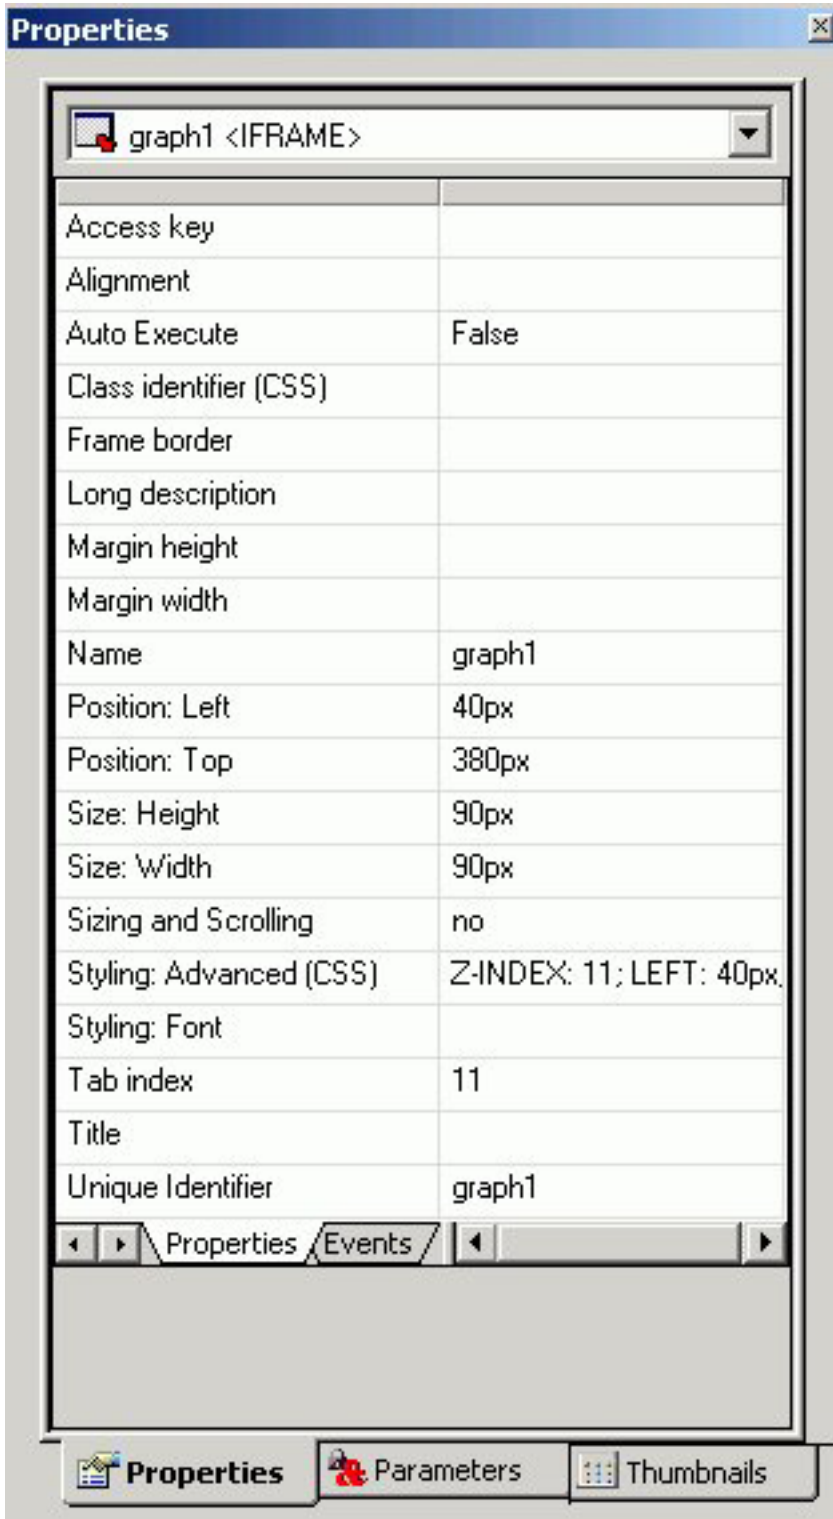 Properties
graph1 <IFRAME>
Access key
Alignment
Auto Execute False
Class identifier (CSS)
Frame border
Long description
Margin height
Margin width
Name graph1
Position: Left 40px
Position: Top 380px
Size: Height 90px
Size: Width 90px
Sizing and Scrolling no
Styling: Advanced (CSS) Z-INDEX: 11; LEFT: 40px,
Styling: Font
Tab index 11
Title
Unique Identifier graph1
Properties Events
Properties Parameters Thumbnails